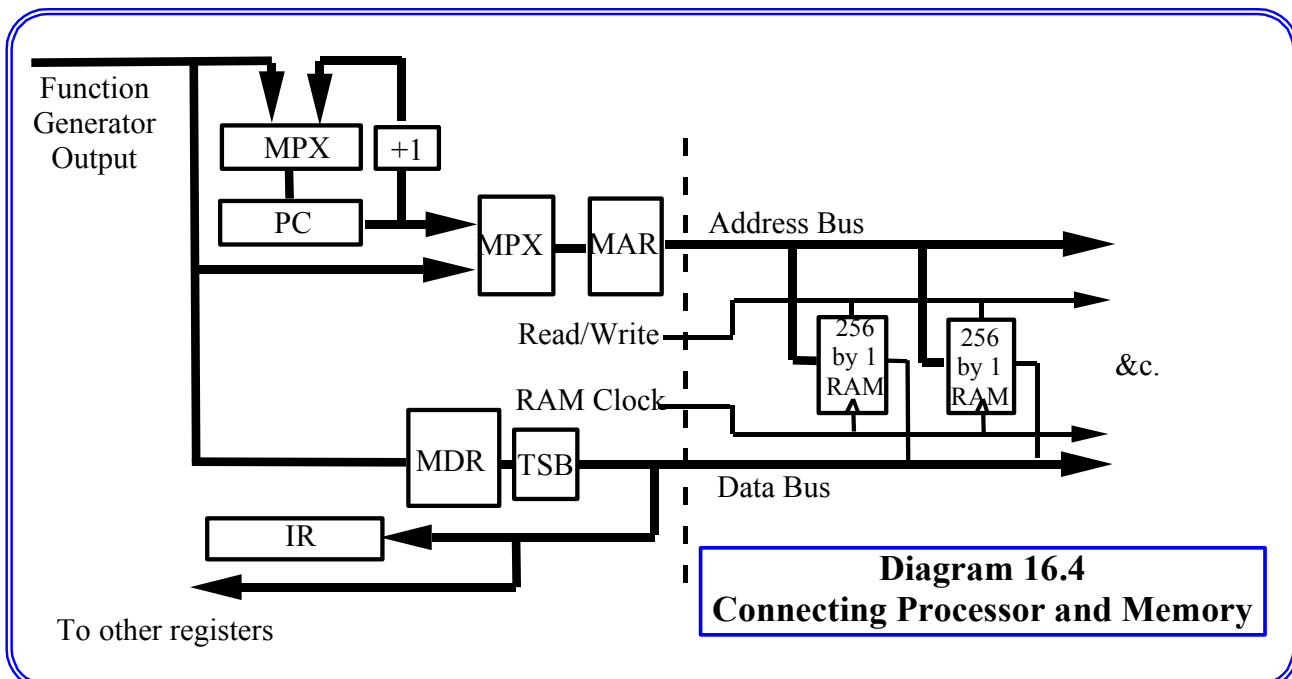 Function
Generator
Output
MPX
+1
PC
MPX
MAR
Address Bus
Read/Write
256
by 1
RAM
256
by 1
RAM
&c.
RAM Clock
MDR
TSB
Data Bus
IR
To other registers
Diagram 16.4
Connecting Processor and Memory